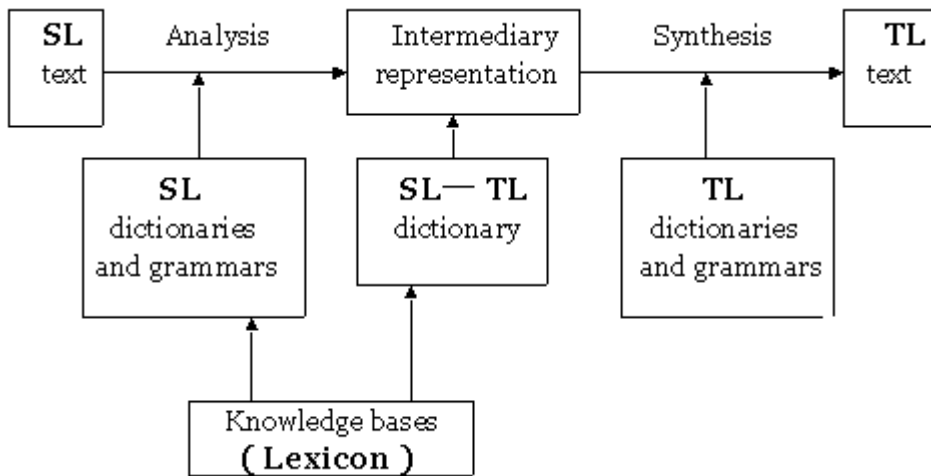 SL
text
Analysis
Intermediary
representation
Synthesis
TL
text
SL
dictionaries
and grammars
SL — TL
dictionary
TL
dictionaries
and grammars
Knowledge bases
( Lexicon )